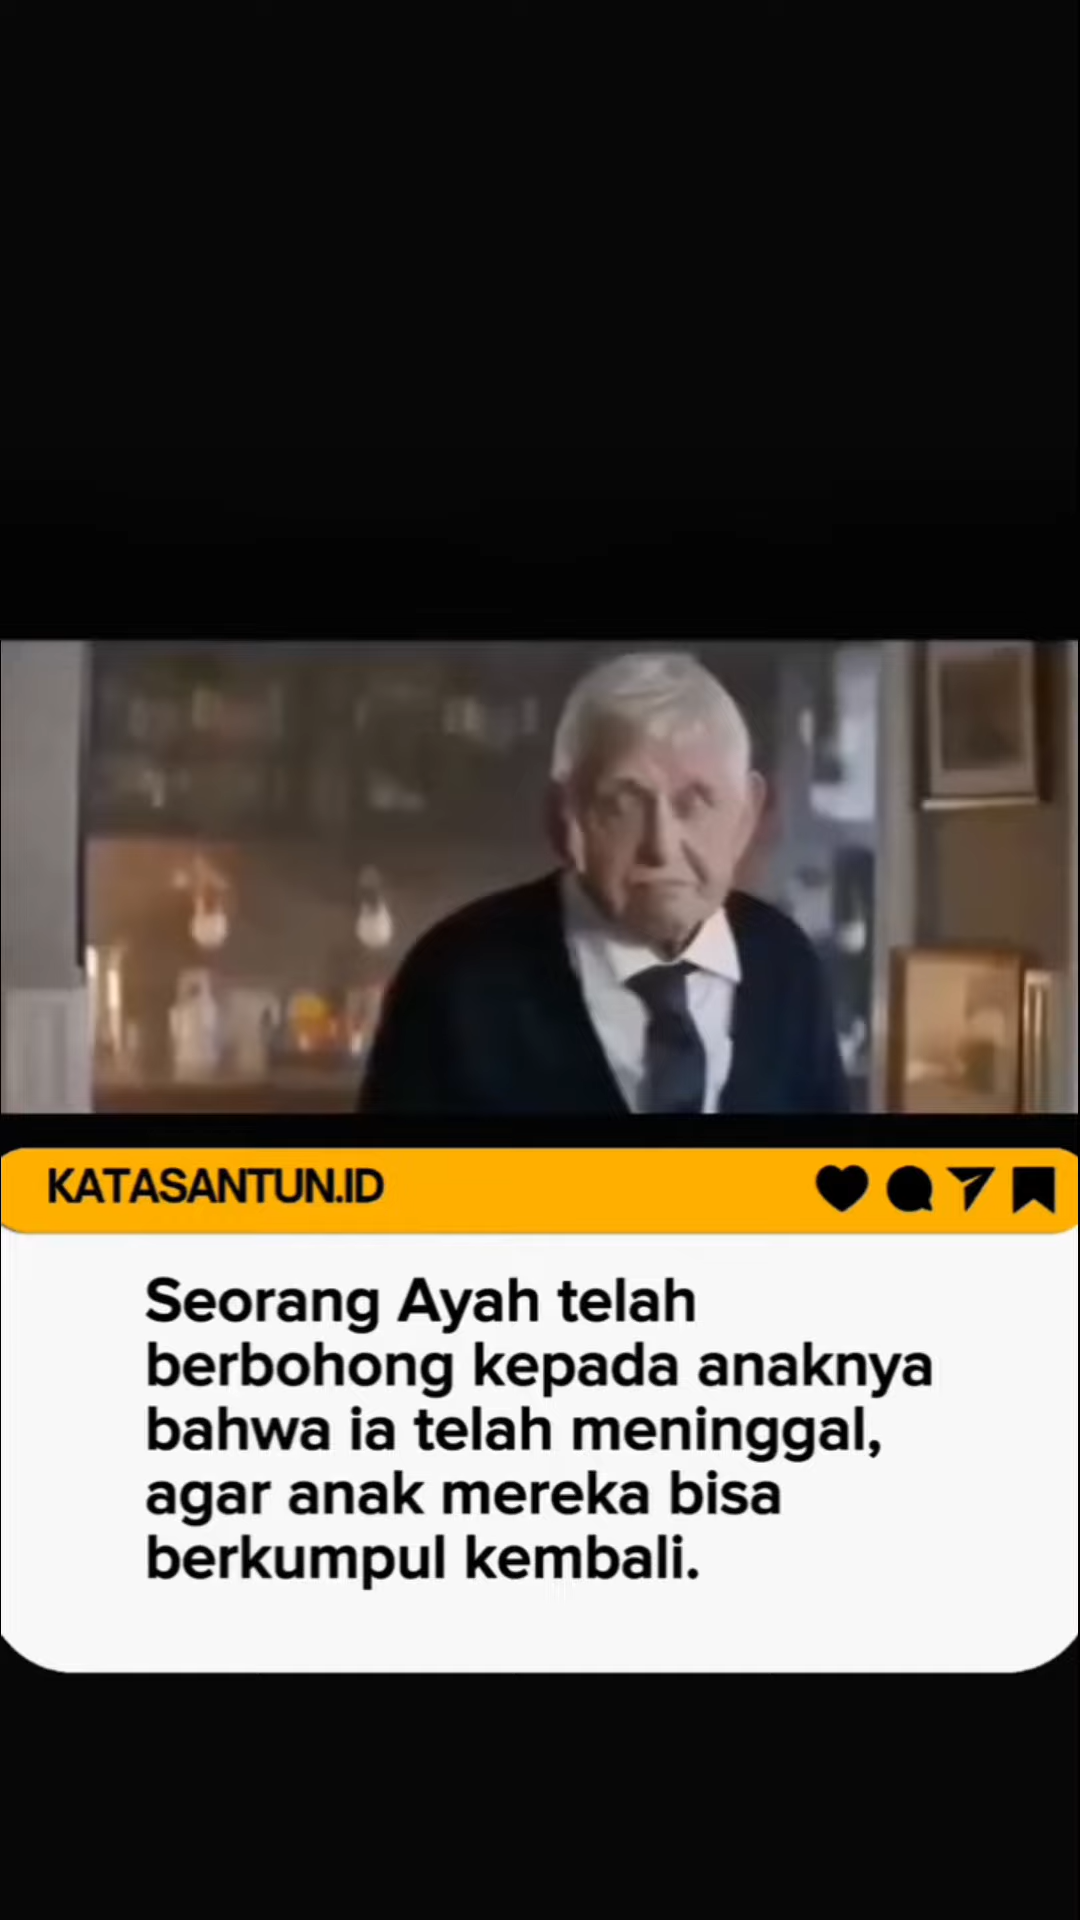 KATASANTUN.ID
Seorang Ayah telah
berbohong kepada anaknya
bahwa ia telah meninggal,
agar anak mereka bisa
berkumpul kembali.